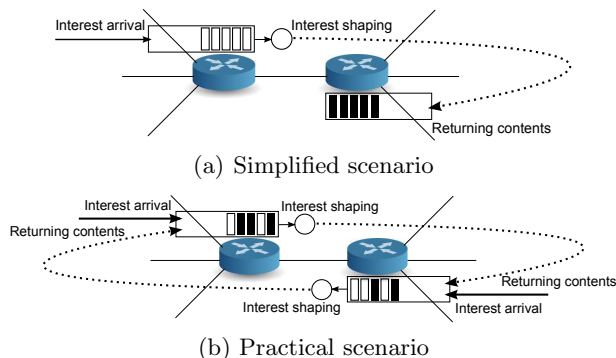 Interest arrival
Interest shaping
Returning contents
(a) Simplified scenario
Interest arrival
Interest shaping
Returning contents
Returning contents
Interest shaping
Interest arrival
(b) Practical scenario